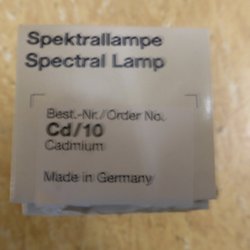 Spektrallampe
Spectral Lamp
Best.-Nr./Order No.
Cd/10
Cadmium
Made in Germany